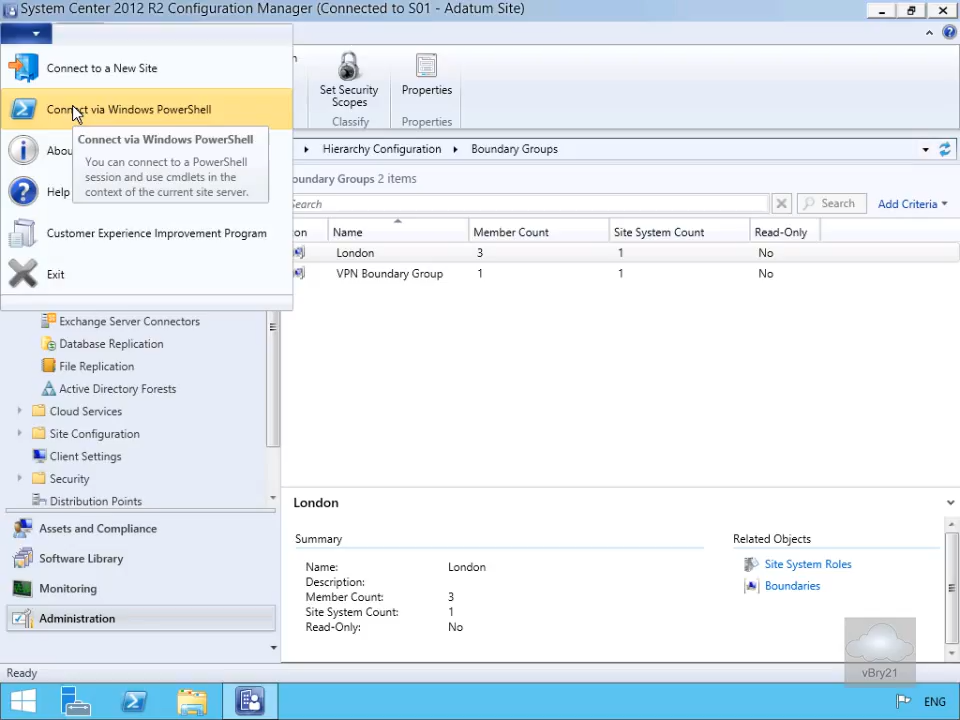 System Center 2012 R2 Configuration Manager (Connected to S01 - Adatum Site)
Connect to a New Site
Connect via Windows PowerShell
Connect via Windows PowerShell
You can connect to a PowerShell
session and use cmdlets in the
context of the current site server.
Abou
Help
Customer Experience Improvement Program
Exit
Set Security
Scopes
Classify
Properties
Properties
Hierarchy Configuration
Boundary Groups
oundary Groups 2 items
Search
Search
Add Criteria
on
Name
Member Count
Site System Count
Read-Only
London
3
1
No
VPN Boundary Group
1
1
No
Exchange Server Connectors
Database Replication
File Replication
Active Directory Forests
Cloud Services
Site Configuration
Client Settings
Security
Distribution Points
Assets and Compliance
Software Library
Monitoring
Administration
London
Summary
Name: London
Description:
Member Count: 3
Site System Count: 1
Read-Only: No
Related Objects
Site System Roles
Boundaries
vBry21
Ready
ENG